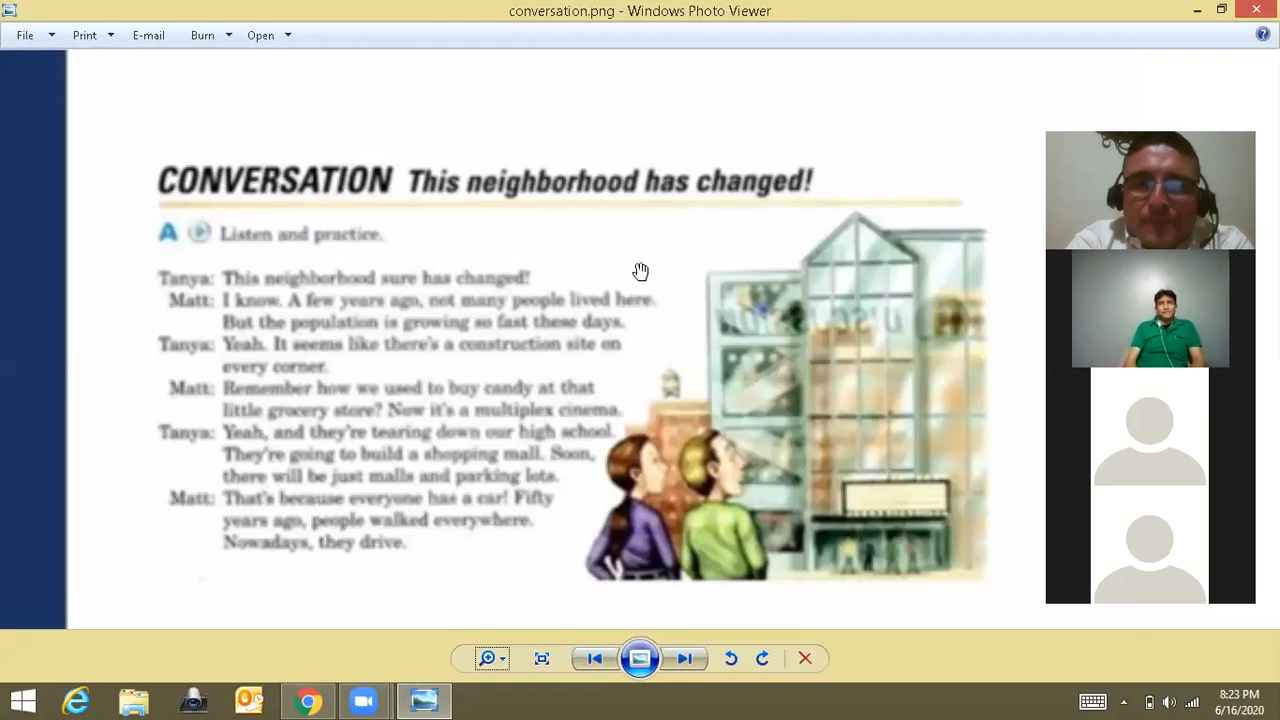 conversation.png - Windows Photo Viewer
File Print E-mail Burn Open
CONVERSATION This neighborhood has changed!
A Listen and practice.
Tanya: This neighborhood sure has changed!
Matt: I know. A few years ago, not many people lived here.
But the population is growing so fast these days.
Tanya: Yeah. It seems like there's a construction site on
every corner.
Matt: Remember how we used to buy candy at that
little grocery store? Now it's a multiplex cinema.
Tanya: Yeah, and they're tearing down our high school.
They're going to build a shopping mall. Soon,
there will be just malls and parking lots.
Matt: That's because everyone has a car! Fifty
years ago, people walked everywhere.
Nowadays, they drive.
8:23 PM
6/16/2020